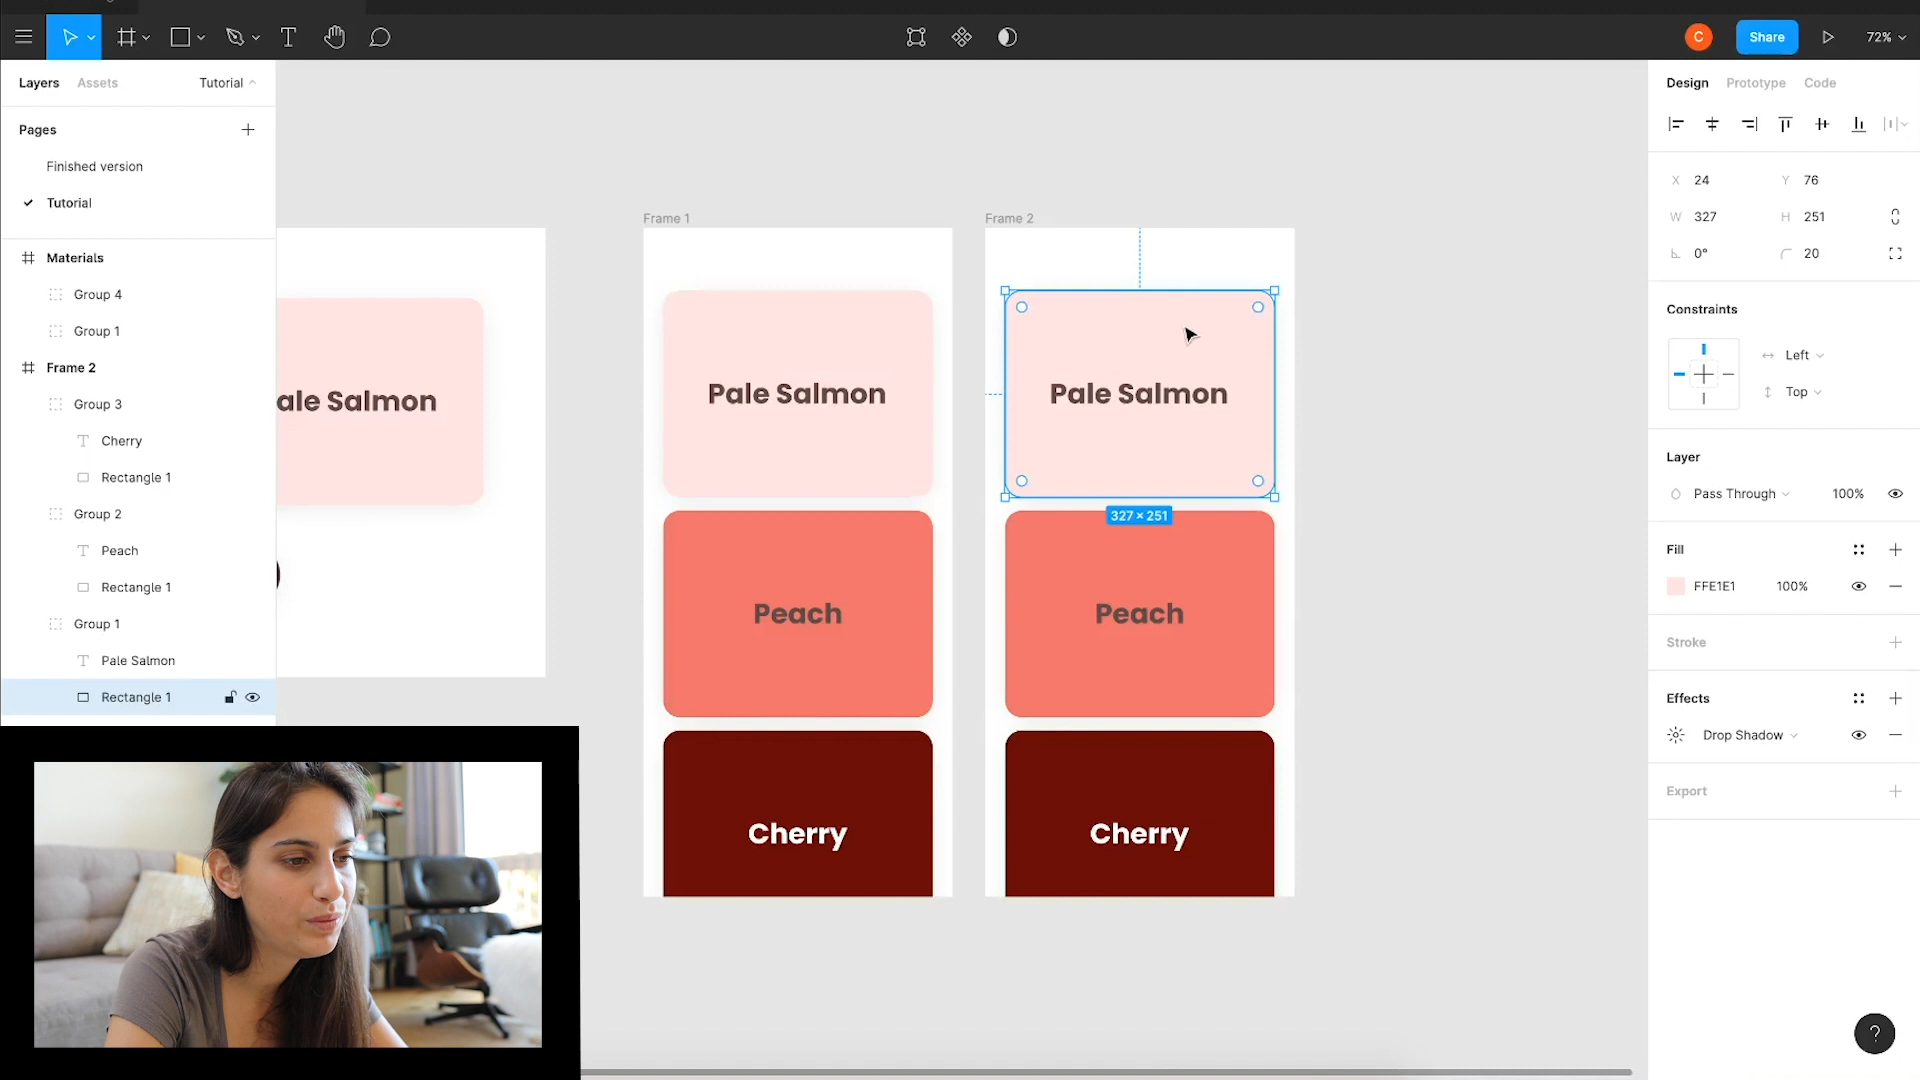 C
Share
72%
Layers
Assets
Tutorial
Pages
Finished version
Tutorial
Materials
Group 4
Group 1
Frame 2
Group 3
Cherry
Rectangle 1
Group 2
Peach
Rectangle 1
Group 1
Pale Salmon
Rectangle 1
ale Salmon
Frame 1
Pale Salmon
Peach
Cherry
Frame 2
Pale Salmon
327 × 251
Peach
Cherry
Design
Prototype
Code
X 24
Y 76
W 327
H 251
0°
20
Constraints
Left
Top
Layer
Pass Through
100%
Fill
FFE1E1
100%
Stroke
Effects
Drop Shadow
Export
?